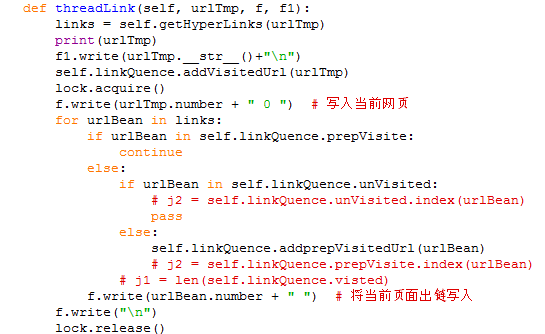 def threadLink(self, urlTmp, f, f1):
    links = self.getHyperLinks(urlTmp)
    print(urlTmp)
    f1.write(urlTmp.__str__()+"\n")
    self.linkQuence.addVisitedUrl(urlTmp)
    lock.acquire()
    f.write(urlTmp.number + " 0 ")  # 写入当前网页
    for urlBean in links:
        if urlBean in self.linkQuence.prepVisite:
            continue
        else:
            if urlBean in self.linkQuence.unVisited:
                # j2 = self.linkQuence.unVisited.index(urlBean)
                pass
            else:
                self.linkQuence.addprepVisitedUrl(urlBean)
                # j2 = self.linkQuence.prepVisite.index(urlBean)
            # j1 = len(self.linkQuence.visted)
        f.write(urlBean.number + " ")  # 将当前页面出链写入
    f.write("\n")
    lock.release()